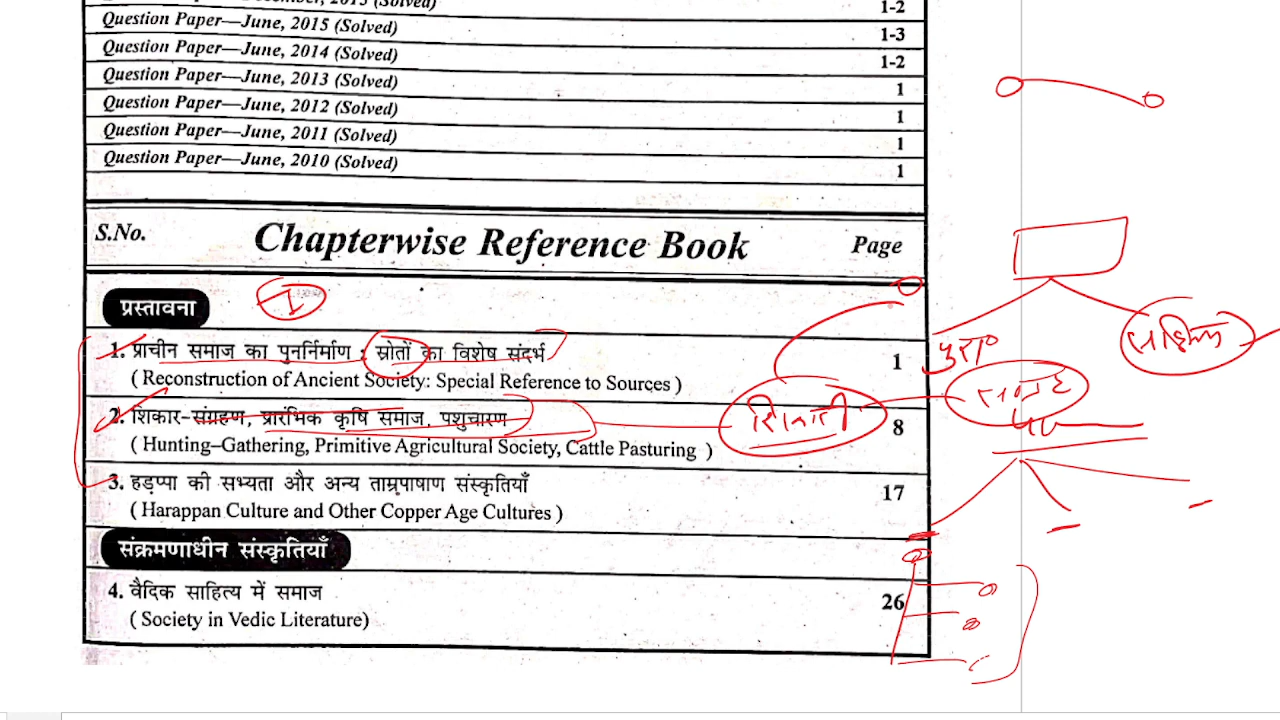 Question Paper—June, 2015 (Solved) 1-2
Question Paper—June, 2014 (Solved) 1-3
Question Paper—June, 2013 (Solved) 1-2
Question Paper—June, 2012 (Solved) 1
Question Paper—June, 2011 (Solved) 1
Question Paper—June, 2010 (Solved) 1
1
S.No. Chapterwise Reference Book Page
प्रस्तावना I
1. प्राचीन समाज का पुनर्निर्माण : स्रोतों का विशेष संदर्भ 1
( Reconstruction of Ancient Society: Special Reference to Sources )
2. शिकार-संग्रहण, प्रारंभिक कृषि समाज, पशुचारण 8
( Hunting–Gathering, Primitive Agricultural Society, Cattle Pasturing )
3. हड़प्पा की सभ्यता और अन्य ताम्रपाषाण संस्कृतियाँ 17
( Harappan Culture and Other Copper Age Cultures )
संक्रमणाधीन संस्कृतियाँ
4. वैदिक साहित्य में समाज 26
( Society in Vedic Literature)